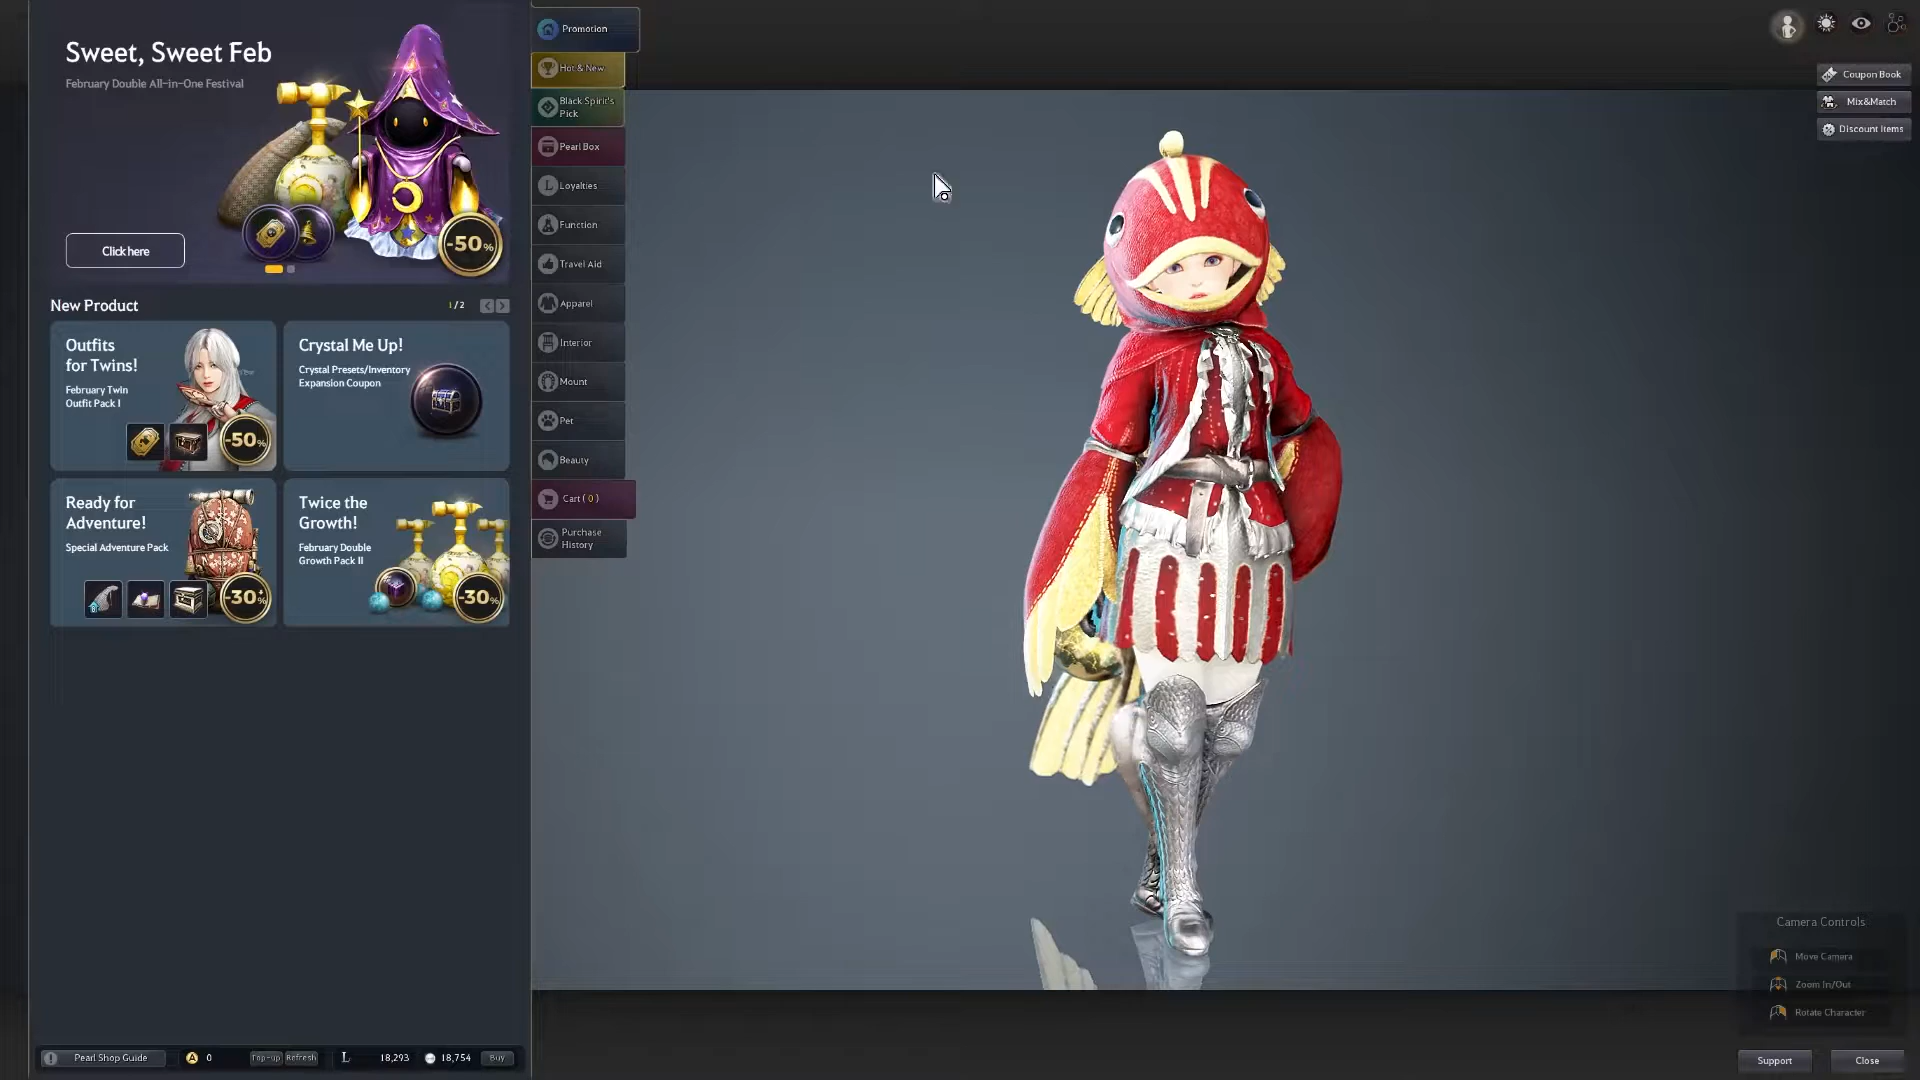 Sweet, Sweet Feb
February Double All-in-One Festival
Click here
-50%
New Product
1/2
Outfits
for Twins!
February Twin
Outfit Pack I
-50%
Crystal Me Up!
Crystal Presets/Inventory
Expansion Coupon
Ready for
Adventure!
Special Adventure Pack
-30+%
Twice the
Growth!
February Double
Growth Pack II
-30%
Pearl Shop Guide
0
Pop-up
Refresh
L
18,293
18,754
Buy
Promotion
Hot & New
Black Spirit's
Pick
Pearl Box
Loyalties
Function
Travel Aid
Apparel
Interior
Mount
Pet
Beauty
Cart ( 0 )
Purchase
History
Coupon Book
Mix&Match
Discount Items
Camera Controls
Move Camera
Zoom In/Out
Rotate Character
Support
Close